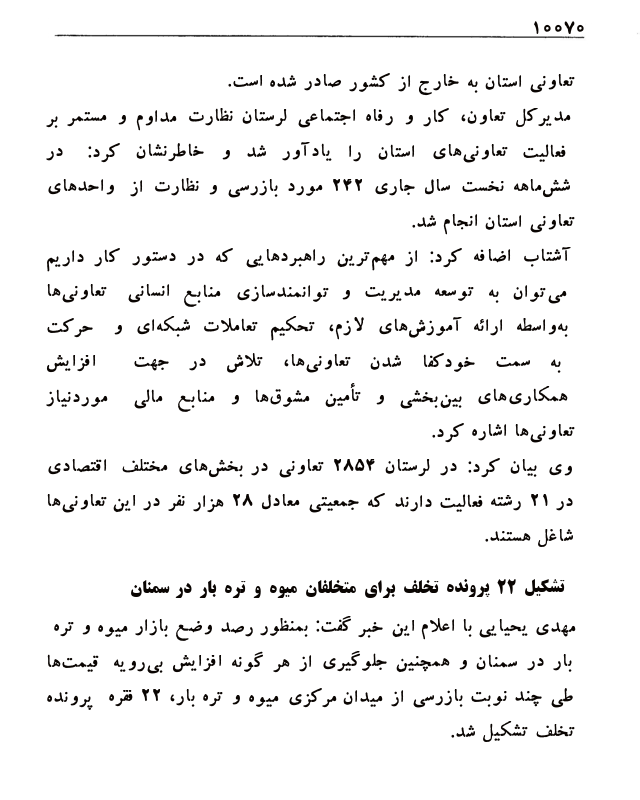 ۱۰۰۷۰
تعاونی استان به خارج از کشور صادر شده است.
مدیرکل تعاون، کار و رفاه اجتماعی لرستان نظارت مداوم و مستمر بر
فعالیت تعاونی‌های استان را یادآور شد و خاطرنشان کرد: در
شش‌ماهه نخست سال جاری ۲۴۲ مورد بازرسی و نظارت از واحدهای
تعاونی استان انجام شد.
آشتاب اضافه کرد: از مهم‌ترین راهبردهایی که در دستور کار داریم
می‌توان به توسعه مدیریت و توانمندسازی منابع انسانی تعاونی‌ها
به‌واسطه ارائه آموزش‌های لازم، تحکیم تعاملات شبکه‌ای و حرکت
به سمت خودکفا شدن تعاونی‌ها، تلاش در جهت افزایش
همکاری‌های بین‌بخشی و تأمین مشوق‌ها و منابع مالی موردنیاز
تعاونی‌ها اشاره کرد.
وی بیان کرد: در لرستان ۲۸۵۴ تعاونی در بخش‌های مختلف اقتصادی
در ۲۱ رشته فعالیت دارند که جمعیتی معادل ۲۸ هزار نفر در این تعاونی‌ها
شاغل هستند.
تشکیل ۲۲ پرونده تخلف برای متخلفان میوه و تره بار در سمنان
مهدی یحیایی با اعلام این خبر گفت: بمنظور رصد وضع بازار میوه و تره
بار در سمنان و همچنین جلوگیری از هر گونه افزایش بی‌رویه قیمت‌ها
طی چند نوبت بازرسی از میدان مرکزی میوه و تره بار، ۲۲ فقره پرونده
تخلف تشکیل شد.